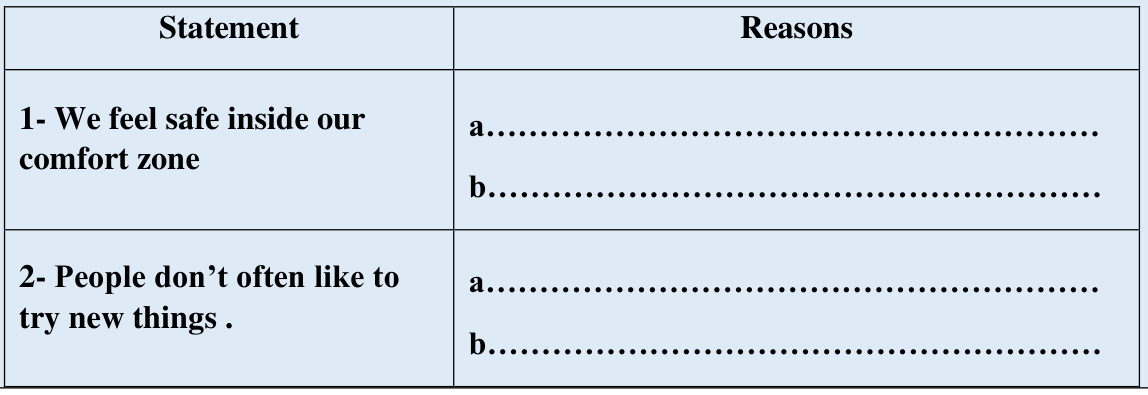 Statement
Reasons
1- We feel safe inside our
comfort zone
a……………………………………………………
b……………………………………………………
2- People don’t often like to
try new things .
a……………………………………………………
b……………………………………………………